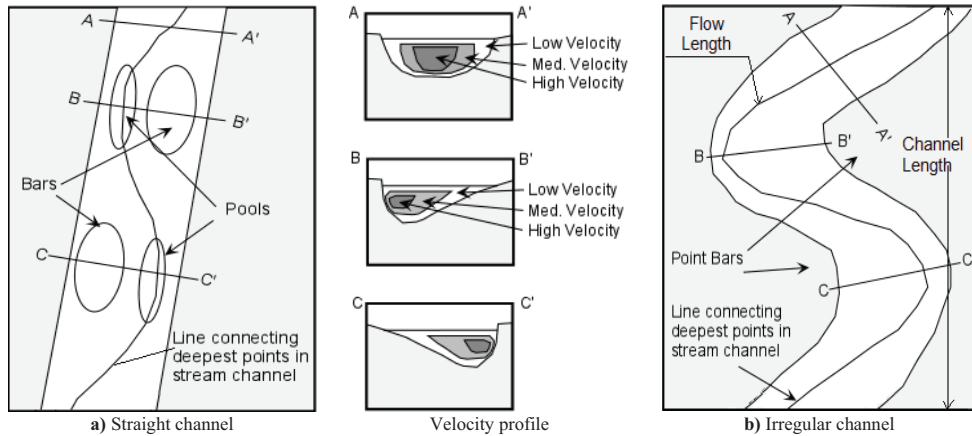 A
A'
B
B'
Bars
Pools
C
C'
Line connecting
deepest points in
stream channel
a) Straight channel
A
A'
Low Velocity
Med. Velocity
High Velocity
B
B'
Low Velocity
Med. Velocity
High Velocity
C
C'
Velocity profile
Flow
Length
A
A'
B
B'
Channel
Length
Point Bars
C
C
Line connecting
deepest points in
stream channel
b) Irregular channel